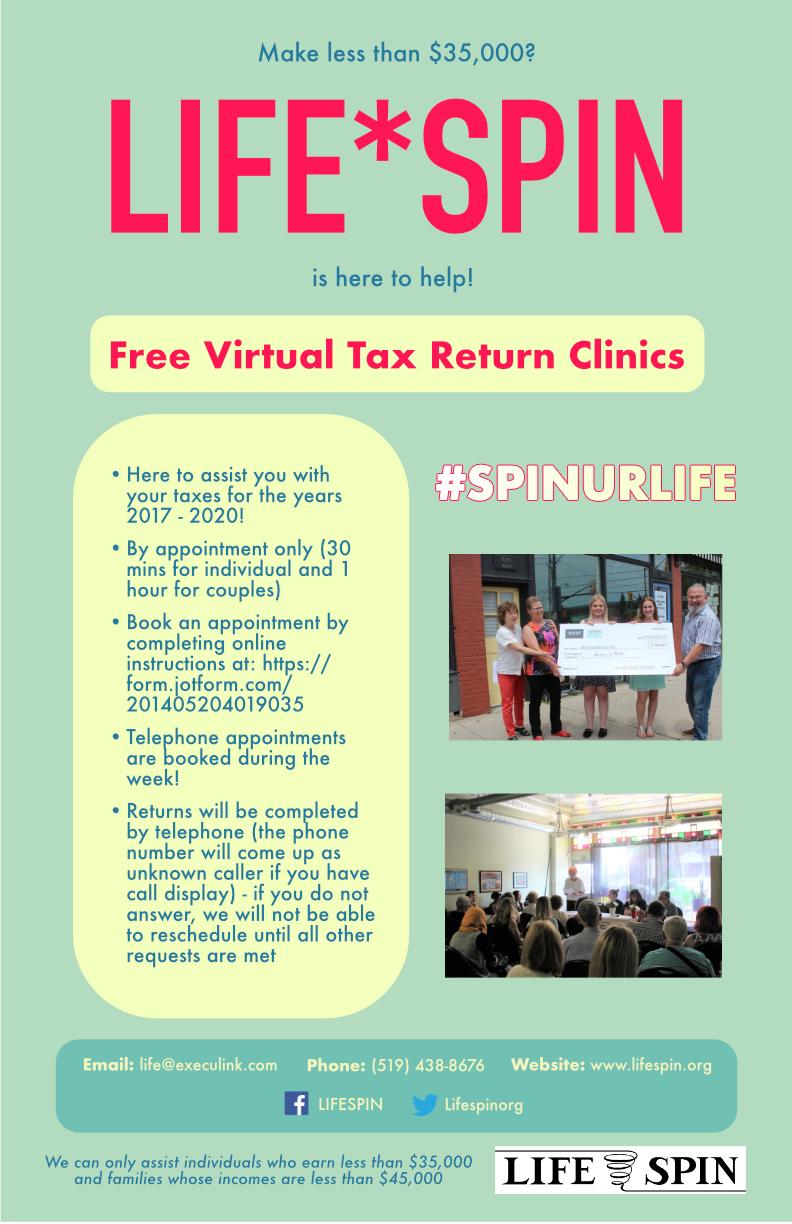 Make less than $35,000?
LIFE*SPIN
is here to help!
Free Virtual Tax Return Clinics
• Here to assist you with
your taxes for the years
2017 - 2020!
• By appointment only (30
mins for individual and 1
hour for couples)
• Book an appointment by
completing online
instructions at: https://
form.jotform.com/
201405204019035
• Telephone appointments
are booked during the
week!
• Returns will be completed
by telephone (the phone
number will come up as
unknown caller if you have
call display) - if you do not
answer, we will not be able
to reschedule until all other
requests are met
#SPINURLIFE
Email: life@execulink.com Phone: (519) 438-8676 Website: www.lifespin.org
LIFESPIN Lifespinorg
We can only assist individuals who earn less than $35,000
and families whose incomes are less than $45,000
LIFE SPIN